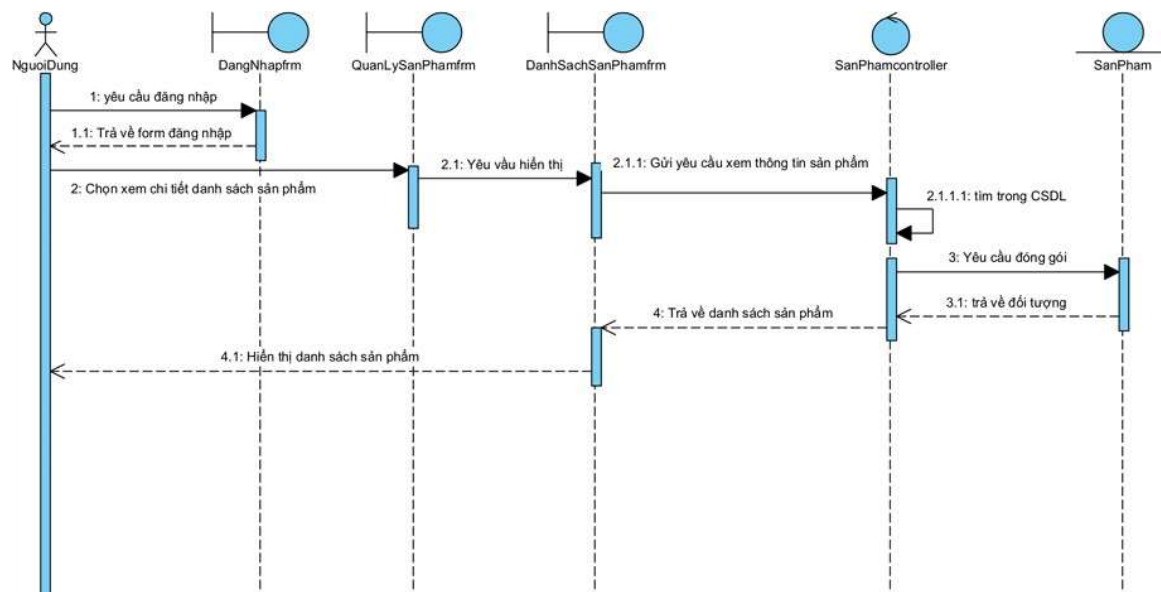 NguoiDung
DangNhapfrm
QuanLySanPhamfrm
DanhSachSanPhamfrm
SanPhamcontroller
SanPham
1: yêu cầu đăng nhập
1.1: Trả về form đăng nhập
2: Chọn xem chi tiết danh sách sản phẩm
2.1: Yêu vầu hiển thị
2.1.1: Gửi yêu cầu xem thông tin sản phẩm
2.1.1.1: tìm trong CSDL
3: Yêu cầu đóng gói
3.1: trả về đối tượng
4: Trả về danh sách sản phẩm
4.1: Hiển thị danh sách sản phẩm